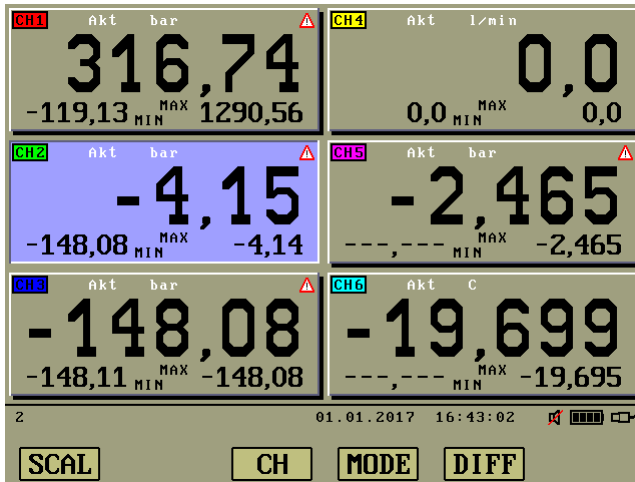 CH1 Akt bar
316,74
-119,13 MIN MAX 1290,56
CH4 Akt l/min
0,0
0,0 MIN MAX 0,0
CH2 Akt bar
-4,15
-148,08 MIN MAX -4,14
CH5 Akt bar
-2,465
---,--- MIN MAX -2,465
CH3 Akt bar
-148,08
-148,11 MIN MAX -148,08
CH6 Akt C
-19,699
---,--- MIN MAX -19,695
2 01.01.2017 16:43:02
SCAL CH MODE DIFF